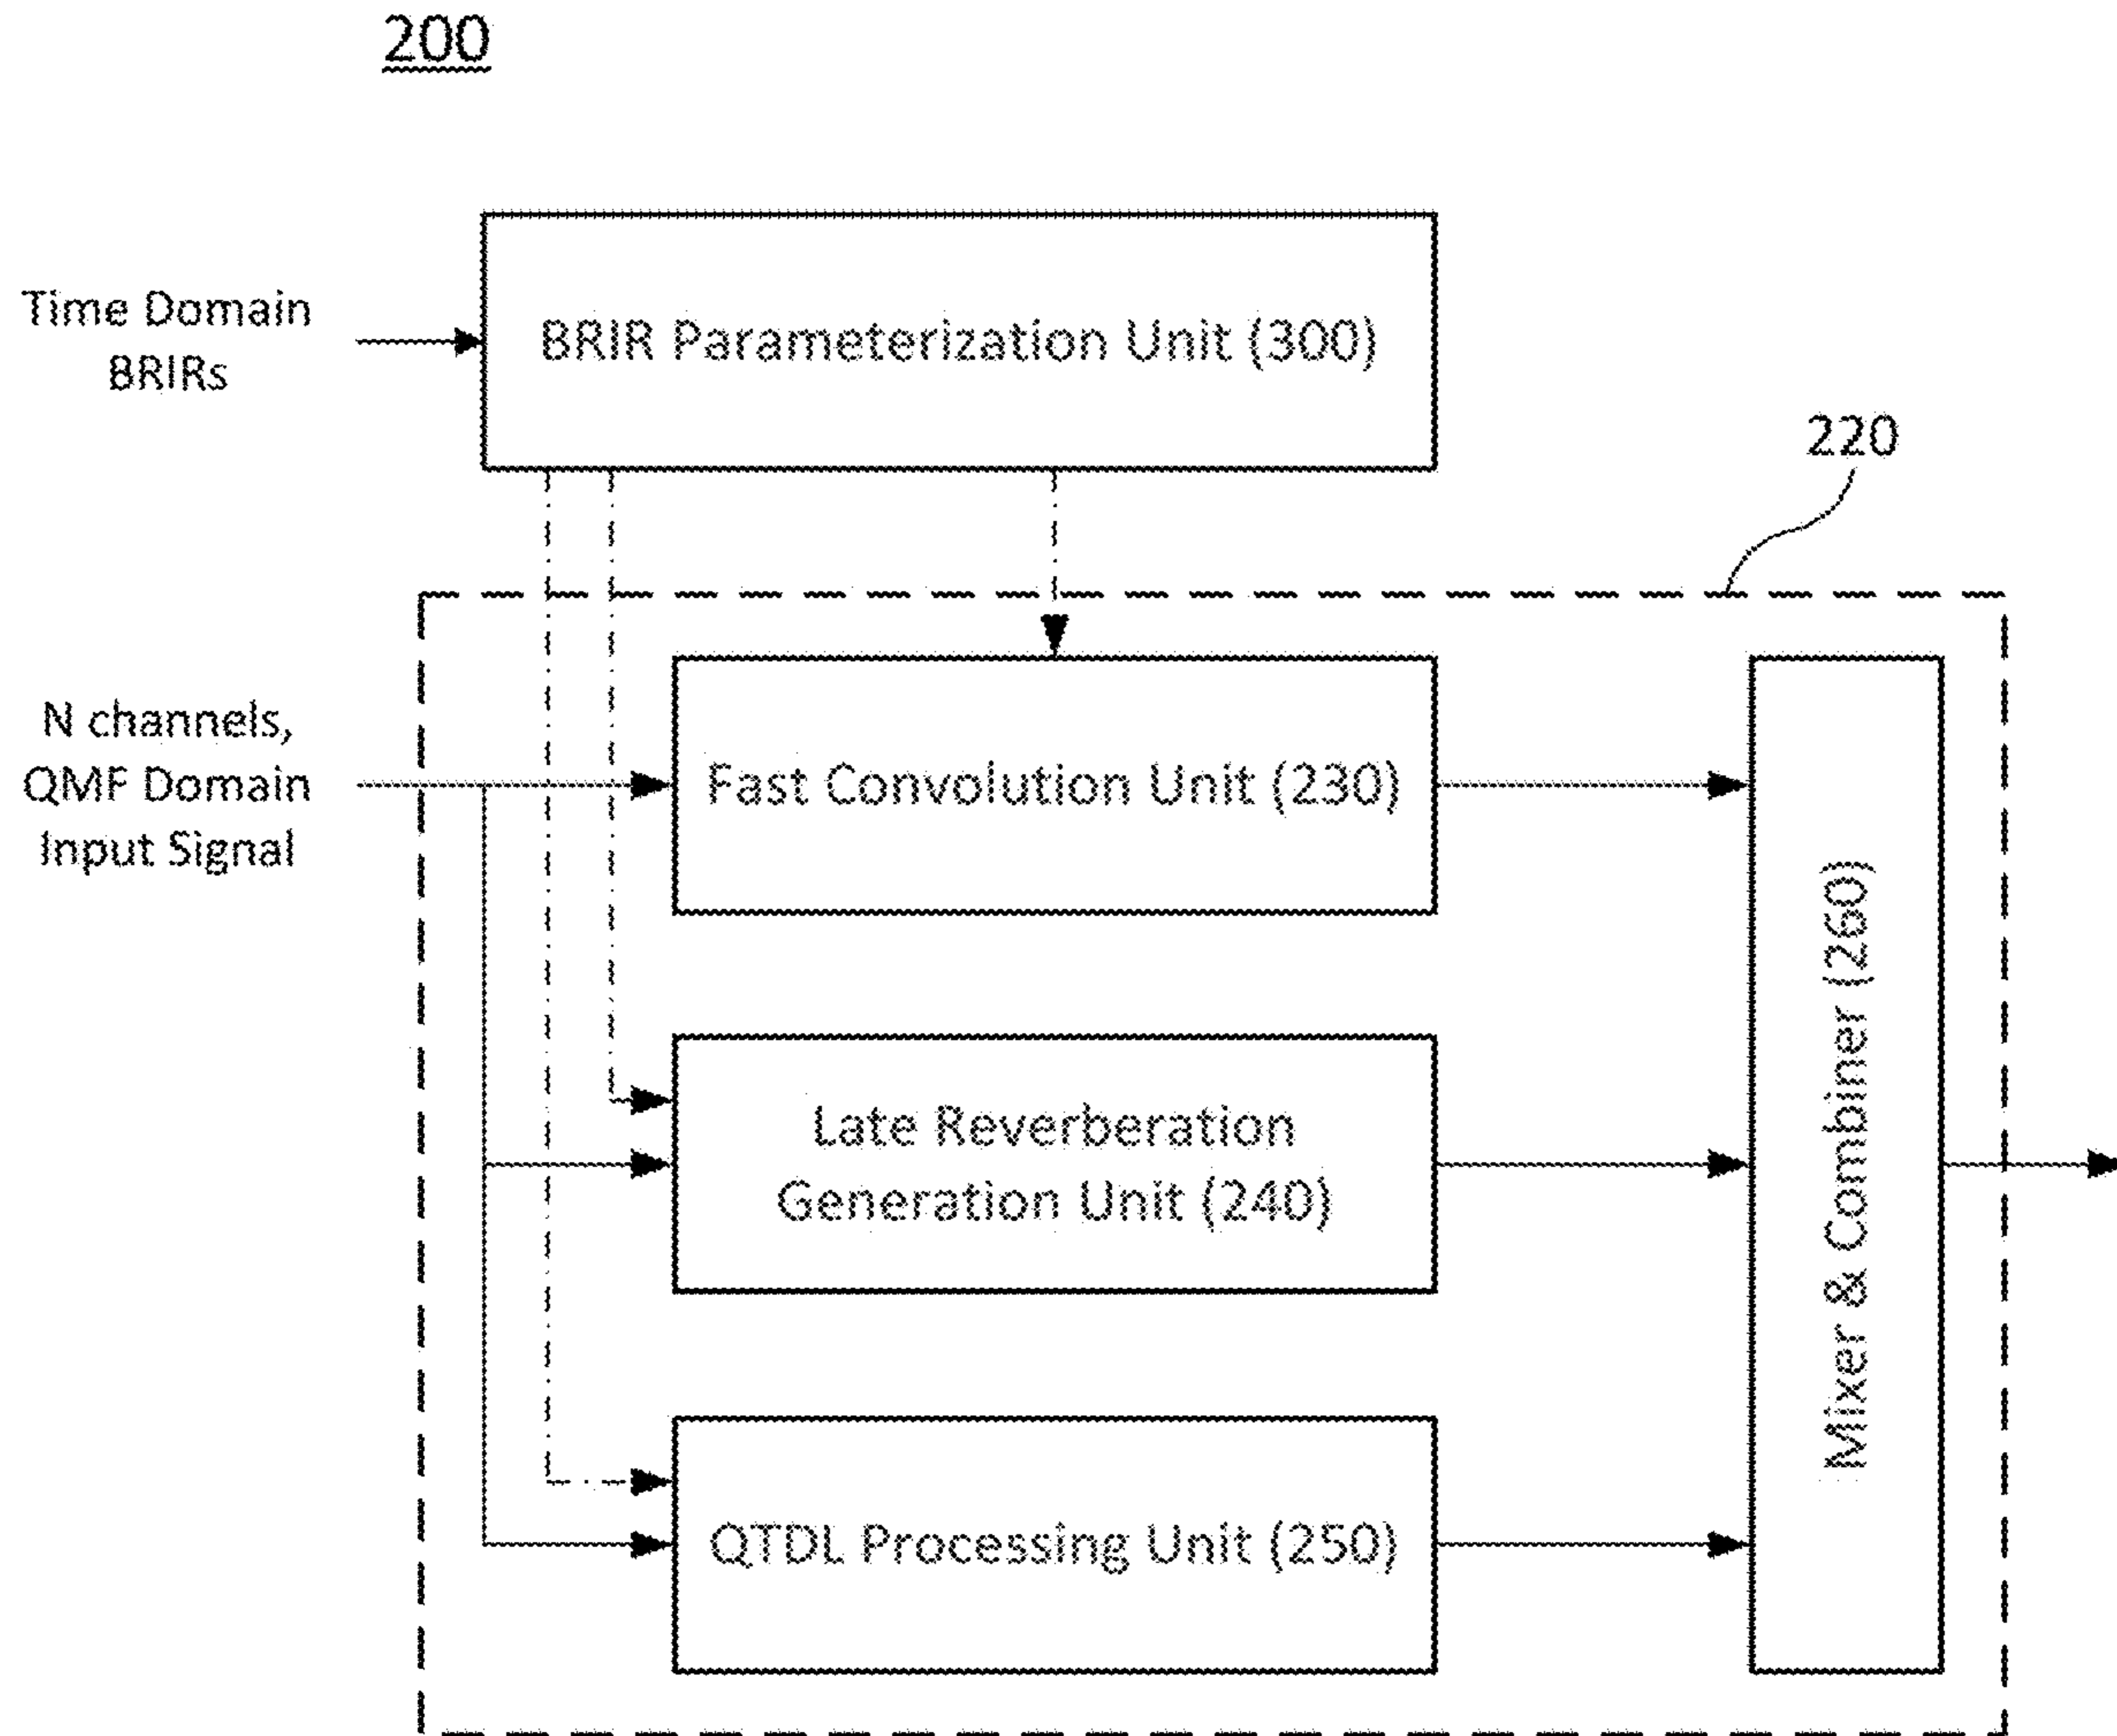 200
Time Domain
BRIRs
BRIR Parameterization Unit (300)
220
N channels,
QMF Domain
Input Signal
Fast Convolution Unit (230)
Late Reverberation
Generation Unit (240)
QTDL Processing Unit (250)
Mixer & Combiner (260)